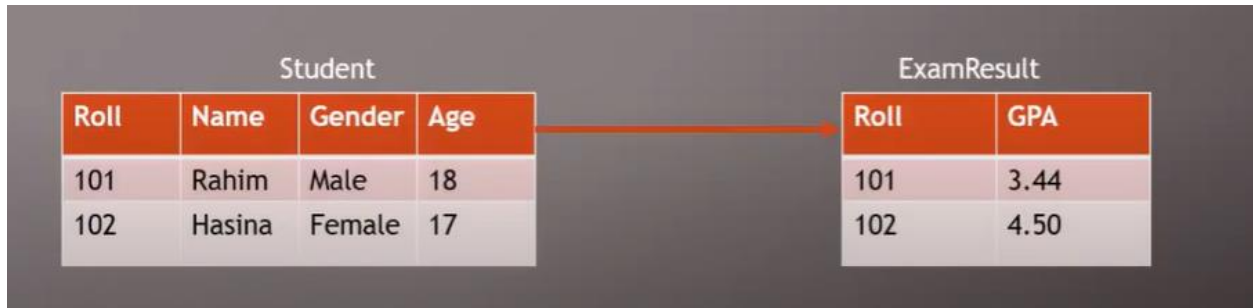 Student
Roll Name Gender Age
101 Rahim Male 18
102 Hasina Female 17
ExamResult
Roll GPA
101 3.44
102 4.50